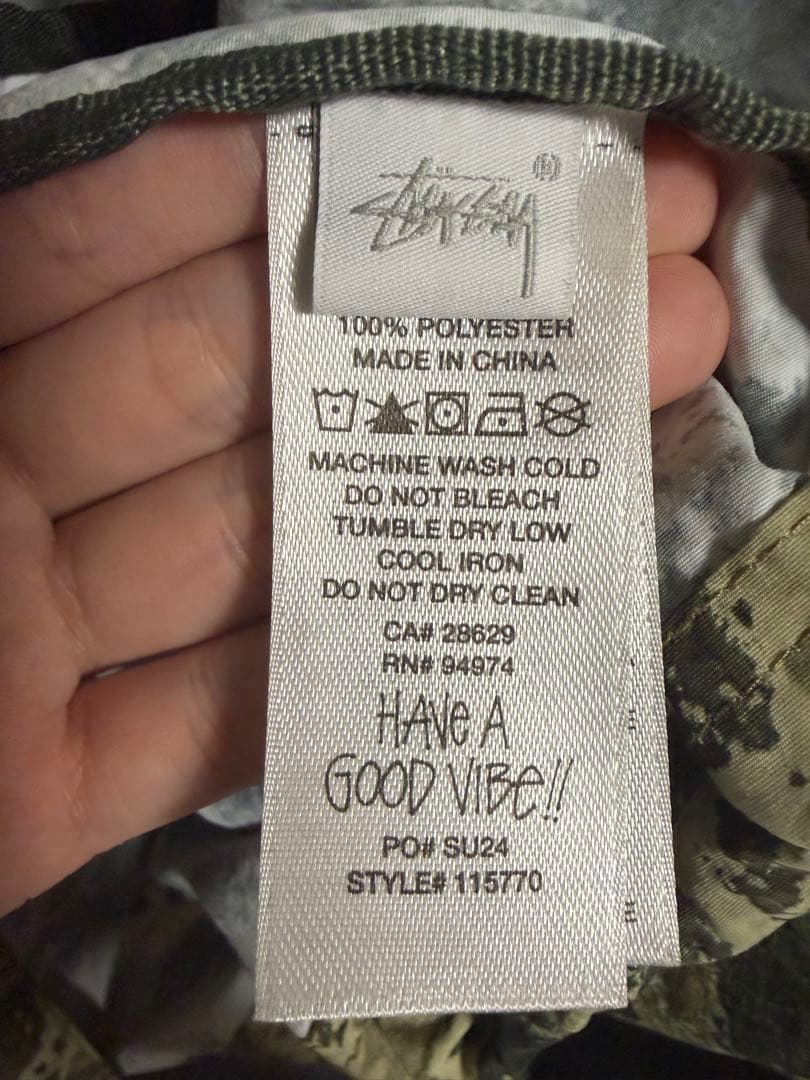 Stüssy ®
100% POLYESTER
MADE IN CHINA
MACHINE WASH COLD
DO NOT BLEACH
TUMBLE DRY LOW
COOL IRON
DO NOT DRY CLEAN
CA# 28629
RN# 94974
HAVe A
GOOD ViBe!!
PO# SU24
STYLE# 115770